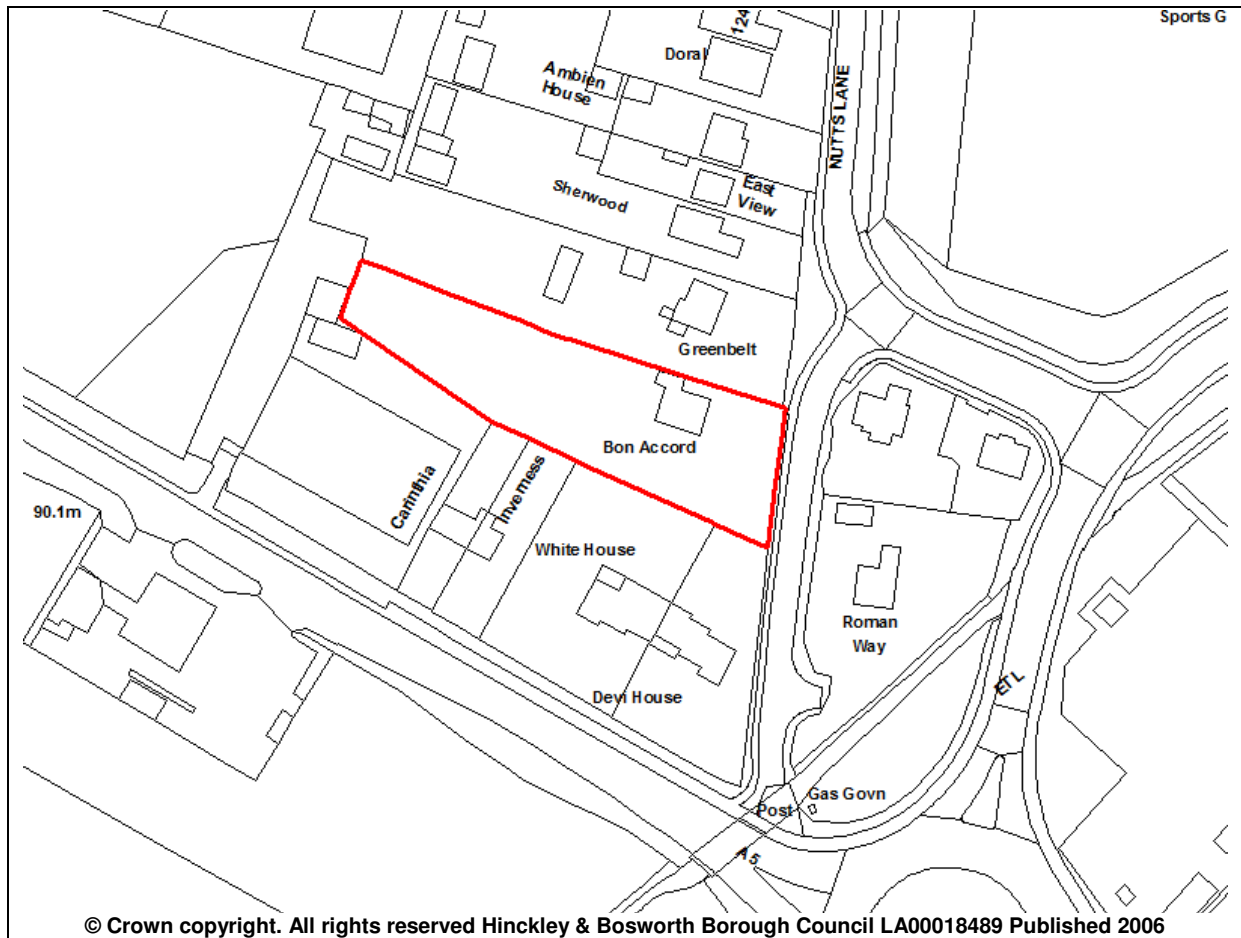 Sports G
124
Doral
NUTTS LANE
Ambien
House
East
View
Sherwood
Greenbelt
Bon Accord
Carinthia
Inverness
90.1m
White House
Roman
Way
ETL
Devi House
Gas Govn
Post
A5
© Crown copyright. All rights reserved Hinckley & Bosworth Borough Council LA00018489 Published 2006